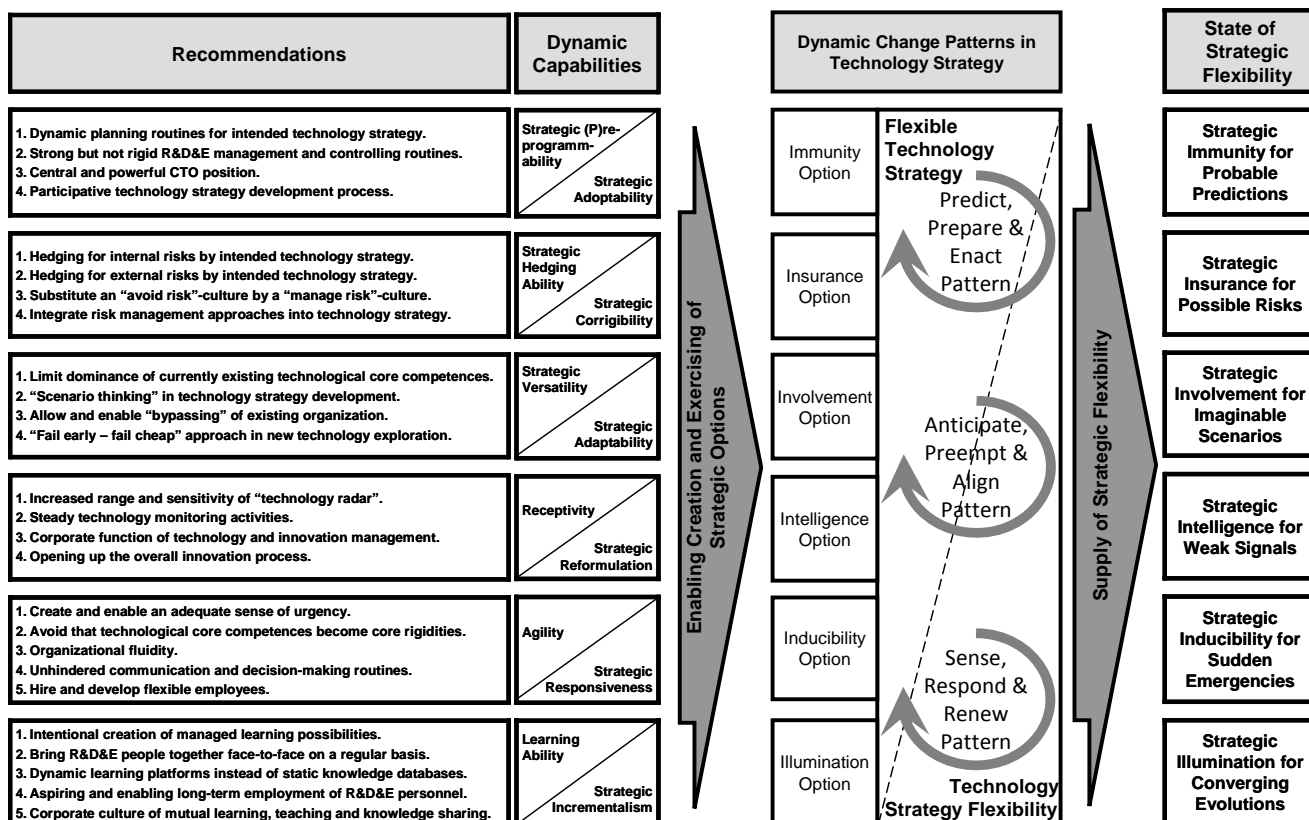 Recommendations
Dynamic
Capabilities
Dynamic Change Patterns in
Technology Strategy
State of
Strategic
Flexibility
1. Dynamic planning routines for intended technology strategy.
2. Strong but not rigid R&D&E management and controlling routines.
3. Central and powerful CTO position.
4. Participative technology strategy development process.
Strategic (P)re-
programm-
ability
Strategic
Adoptability
1. Hedging for internal risks by intended technology strategy.
2. Hedging for external risks by intended technology strategy.
3. Substitute an “avoid risk”-culture by a “manage risk”-culture.
4. Integrate risk management approaches into technology strategy.
Strategic
Hedging
Ability
Strategic
Corrigibility
1. Limit dominance of currently existing technological core competences.
2. “Scenario thinking” in technology strategy development.
3. Allow and enable “bypassing” of existing organization.
4. “Fail early – fail cheap” approach in new technology exploration.
Strategic
Versatility
Strategic
Adaptability
1. Increased range and sensitivity of “technology radar”.
2. Steady technology monitoring activities.
3. Corporate function of technology and innovation management.
4. Opening up the overall innovation process.
Receptivity
Strategic
Reformulation
1. Create and enable an adequate sense of urgency.
2. Avoid that technological core competences become core rigidities.
3. Organizational fluidity.
4. Unhindered communication and decision-making routines.
5. Hire and develop flexible employees.
Agility
Strategic
Responsiveness
1. Intentional creation of managed learning possibilities.
2. Bring R&D&E people together face-to-face on a regular basis.
3. Dynamic learning platforms instead of static knowledge databases.
4. Aspiring and enabling long-term employment of R&D&E personnel.
5. Corporate culture of mutual learning, teaching and knowledge sharing.
Learning
Ability
Strategic
Incrementalism
Enabling Creation and Exercising of
Strategic Options
Immunity
Option
Insurance
Option
Involvement
Option
Intelligence
Option
Inducibility
Option
Illumination
Option
Flexible
Technology
Strategy
Predict,
Prepare &
Enact
Pattern
Anticipate,
Preempt &
Align
Pattern
Sense,
Respond &
Renew
Pattern
Technology
Strategy Flexibility
Supply of Strategic Flexibility
Strategic
Immunity for
Probable
Predictions
Strategic
Insurance for
Possible Risks
Strategic
Involvement for
Imaginable
Scenarios
Strategic
Intelligence for
Weak Signals
Strategic
Inducibility for
Sudden
Emergencies
Strategic
Illumination for
Converging
Evolutions